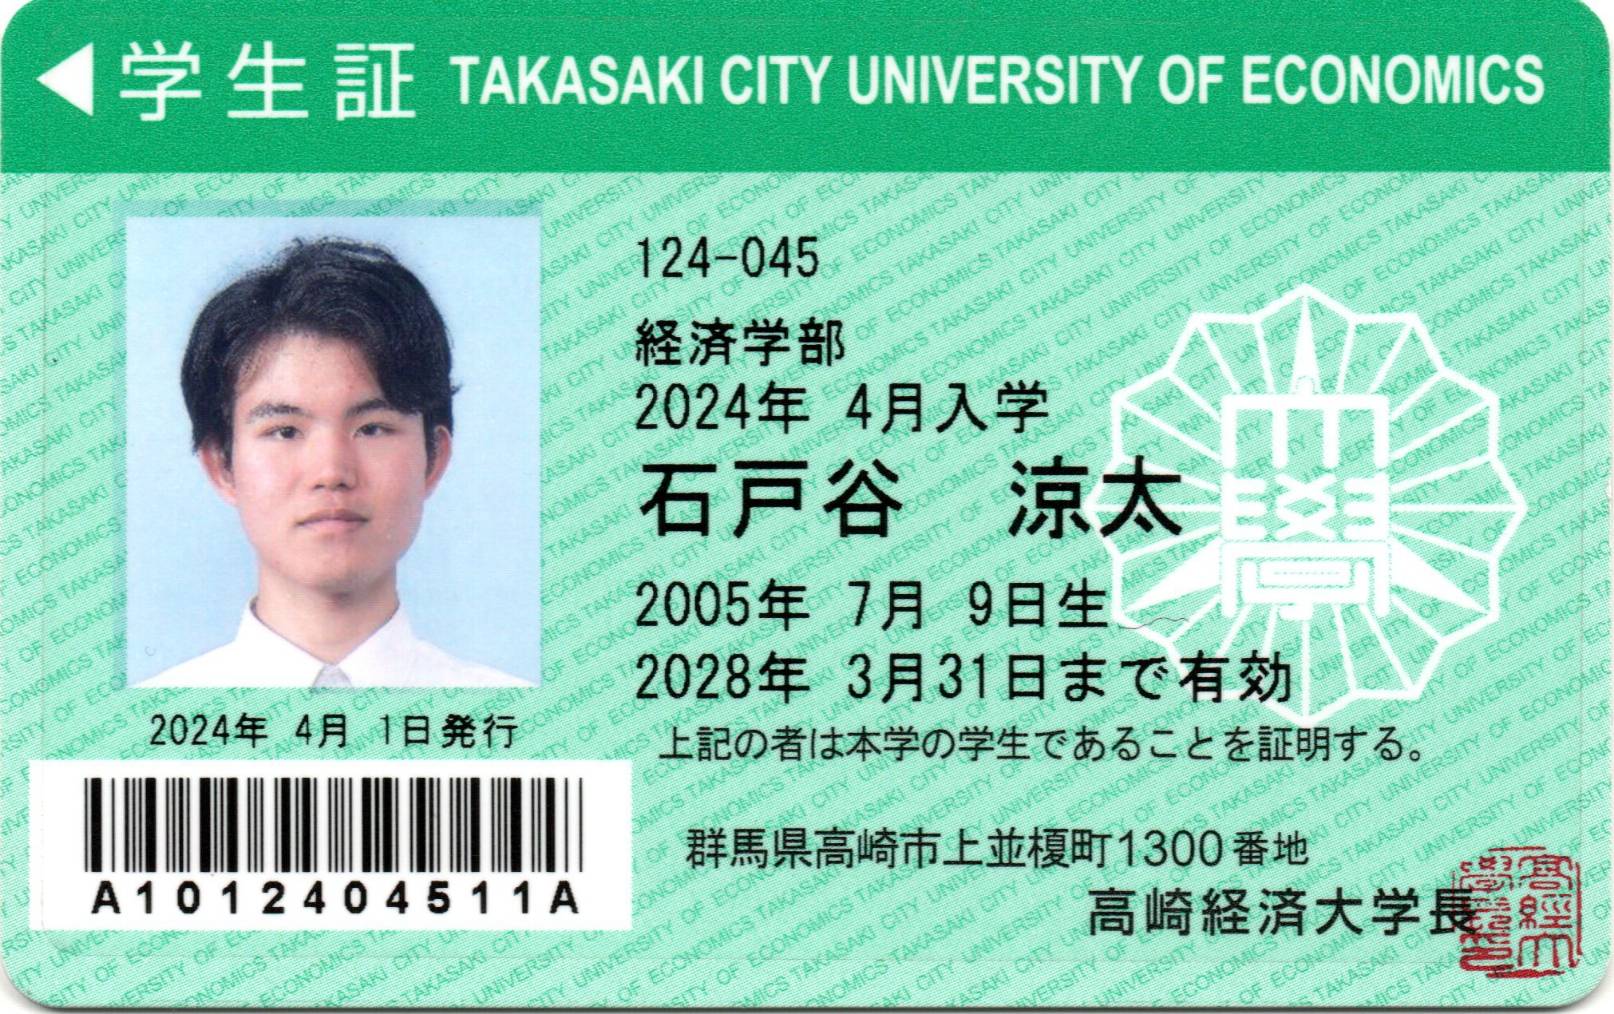 学生証 TAKASAKI CITY UNIVERSITY OF ECONOMICS
124-045
経済学部
2024年 4月入学
石戸谷 涼太
2005年 7月 9日生
2028年 3月31日まで有効
2024年 4月 1日発行
上記の者は本学の学生であることを証明する。
A1012404511A
群馬県高崎市上並榎町1300番地
高崎経済大学長